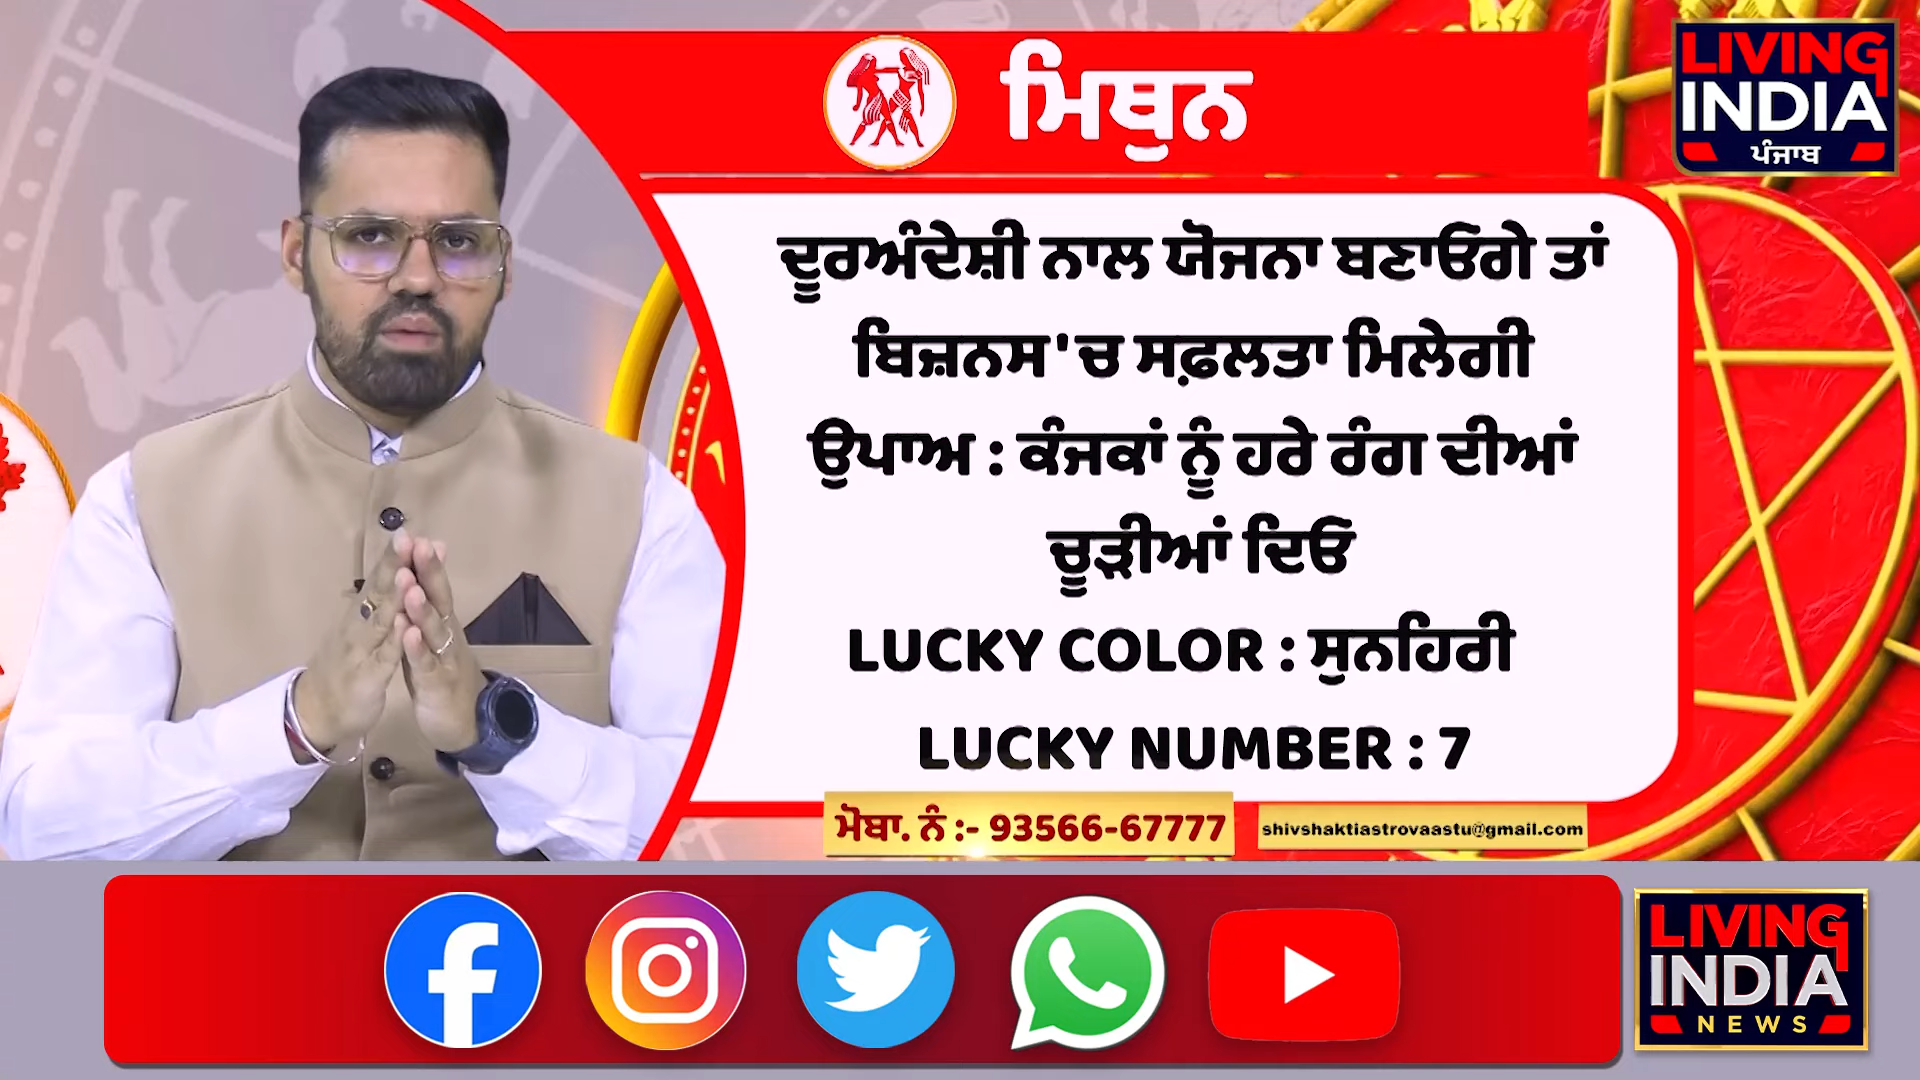 ਮਿਥੁਨ
LIVING
INDIA
ਪੰਜਾਬ
ਦੂਰਅੰਦੇਸ਼ੀ ਨਾਲ ਯੋਜਨਾ ਬਣਾਓਗੇ ਤਾਂ
ਬਿਜ਼ਨਸ'ਚ ਸਫ਼ਲਤਾ ਮਿਲੇਗੀ
ਉਪਾਅ : ਕੰਜਕਾਂ ਨੂੰ ਹਰੇ ਰੰਗ ਦੀਆਂ
ਚੂੜੀਆਂ ਦਿਓ
LUCKY COLOR : ਸੁਨਹਿਰੀ
LUCKY NUMBER : 7
ਮੋਬਾ. ਨੰ :- 93566-67777
shivshaktiastrovaastu@gmail.com
LIVING
INDIA
NEWS